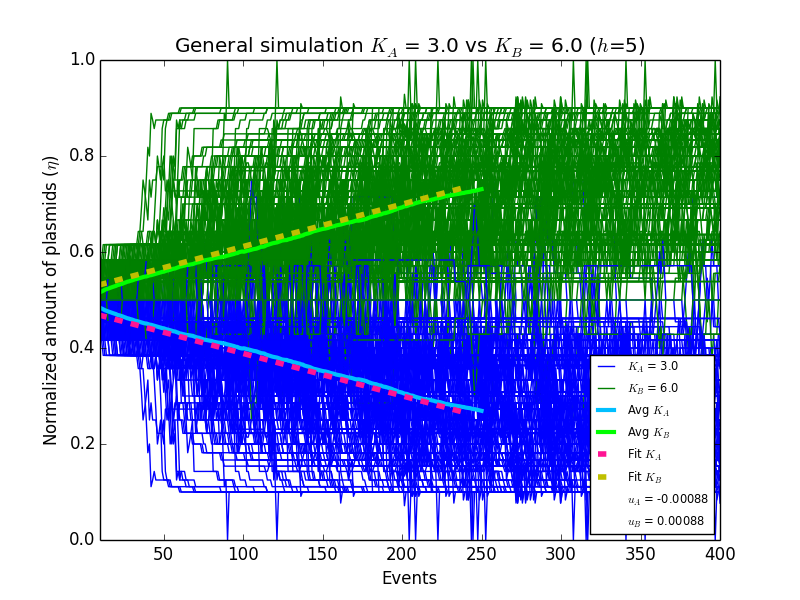 General simulation K_A = 3.0 vs K_B = 6.0 (h=5)
Normalized amount of plasmids (η)
1.0
0.8
0.6
0.4
0.2
0.0
K_A = 3.0
K_B = 6.0
Avg K_A
Avg K_B
Fit K_A
Fit K_B
u_A = -0.00088
u_B = 0.00088
50 100 150 200 250 300 350 400
Events